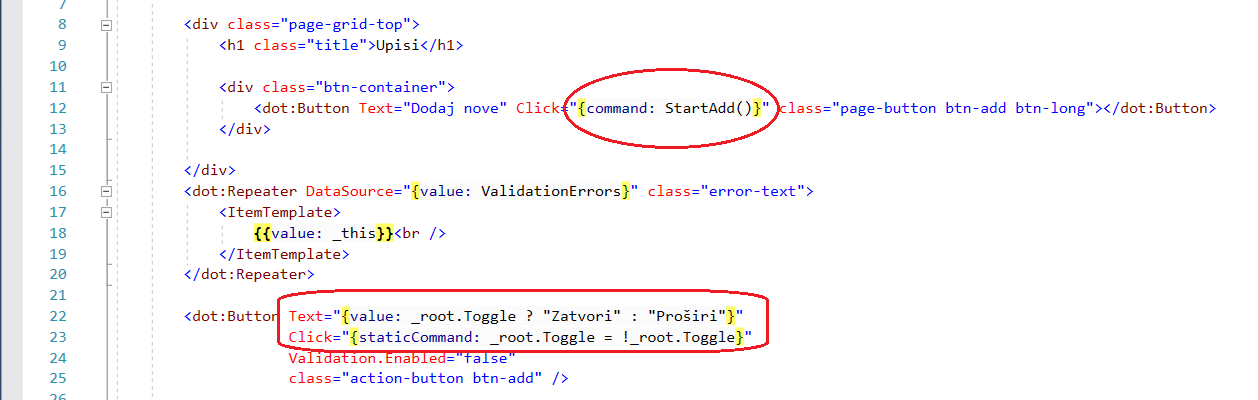 7
8 <div class="page-grid-top">
9 <h1 class="title">Upisi</h1>
10
11 <div class="btn-container">
12 <dot:Button Text="Dodaj nove" Click="{command: StartAdd()}" class="page-button btn-add btn-long"></dot:Button>
13 </div>
14
15 </div>
16 <dot:Repeater DataSource="{value: ValidationErrors}" class="error-text">
17 <ItemTemplate>
18 {{value: _this}}<br />
19 </ItemTemplate>
20 </dot:Repeater>
21
22 <dot:Button Text="{value: _root.Toggle ? "Zatvori" : "Proširi"}"
23 Click="{staticCommand: _root.Toggle = !_root.Toggle}"
24 Validation.Enabled="false"
25 class="action-button btn-add" />
26